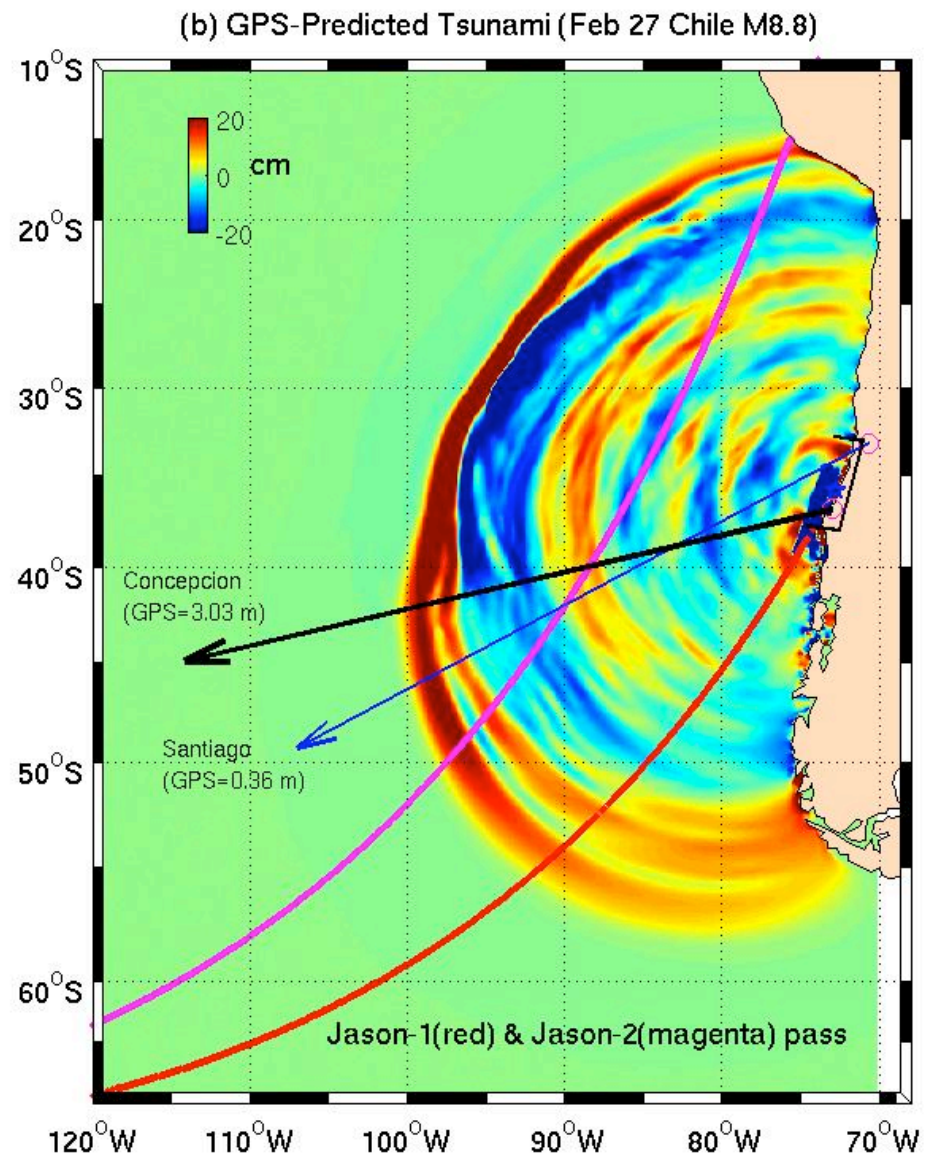 (b) GPS-Predicted Tsunami (Feb 27 Chile M8.8)
10°S
20
0
-20
cm
20°S
30°S
40°S
Concepcion
(GPS=3.03 m)
Santiago
(GPS=0.36 m)
50°S
60°S
Jason-1(red) & Jason-2(magenta) pass
120°W 110°W 100°W 90°W 80°W 70°W